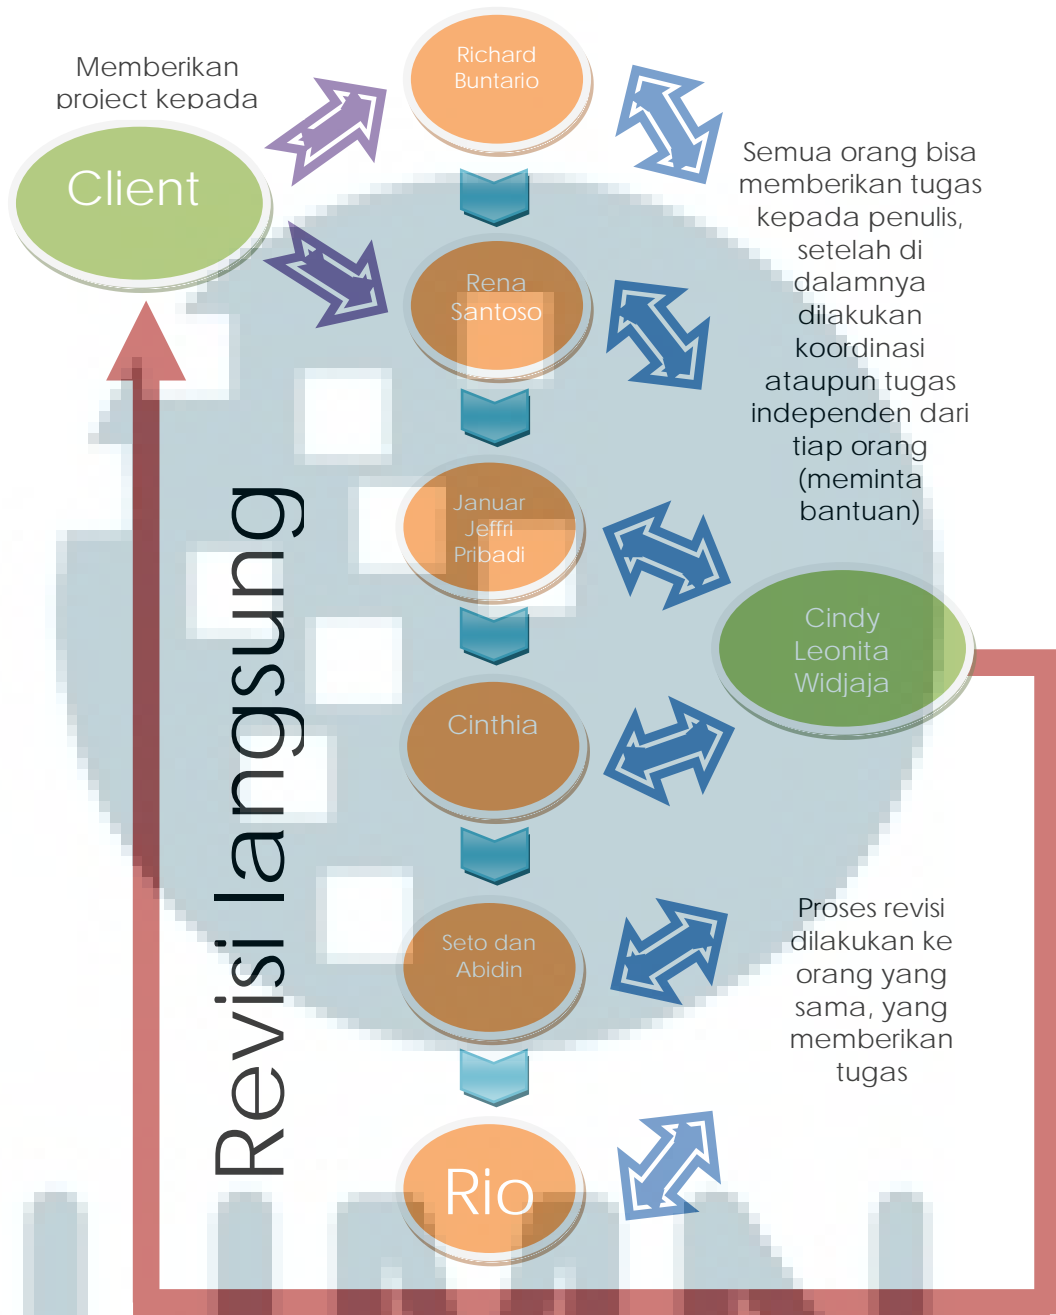 Memberikan
project kepada
Client
Richard
Buntario
Rena
Santoso
Januar
Jeffri
Pribadi
Cinthia
Seto dan
Abidin
Rio
Semua orang bisa
memberikan tugas
kepada penulis,
setelah di
dalamnya
dilakukan
koordinasi
ataupun tugas
independen dari
tiap orang
(meminta
bantuan)
Cindy
Leonita
Widjaja
Proses revisi
dilakukan ke
orang yang
sama, yang
memberikan
tugas
Revisi langsung